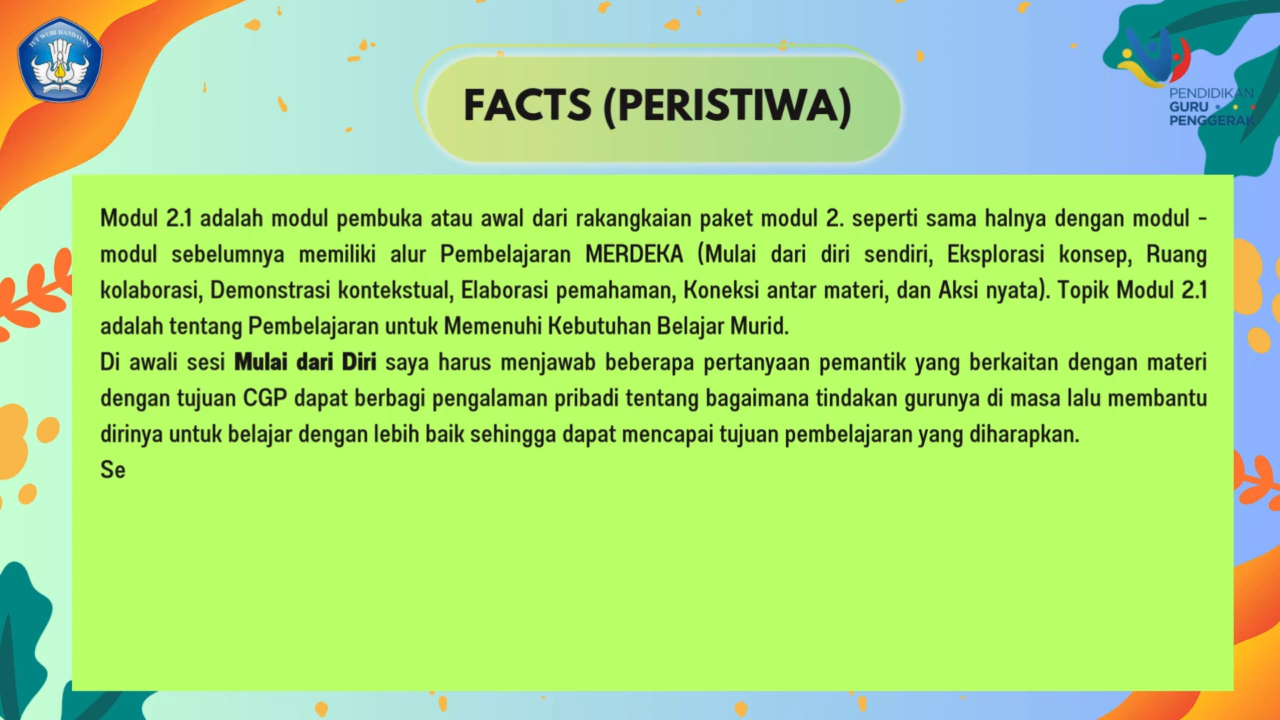 TUT WURI HANDAYANI
FACTS (PERISTIWA)
PENDIDIKAN
GURU
PENGGERAK
Modul 2.1 adalah modul pembuka atau awal dari rakangkaian paket modul 2. seperti sama halnya dengan modul -
modul sebelumnya memiliki alur Pembelajaran MERDEKA (Mulai dari diri sendiri, Eksplorasi konsep, Ruang
kolaborasi, Demonstrasi kontekstual, Elaborasi pemahaman, Koneksi antar materi, dan Aksi nyata). Topik Modul 2.1
adalah tentang Pembelajaran untuk Memenuhi Kebutuhan Belajar Murid.
Di awali sesi Mulai dari Diri saya harus menjawab beberapa pertanyaan pemantik yang berkaitan dengan materi
dengan tujuan CGP dapat berbagi pengalaman pribadi tentang bagaimana tindakan gurunya di masa lalu membantu
dirinya untuk belajar dengan lebih baik sehingga dapat mencapai tujuan pembelajaran yang diharapkan.
Se